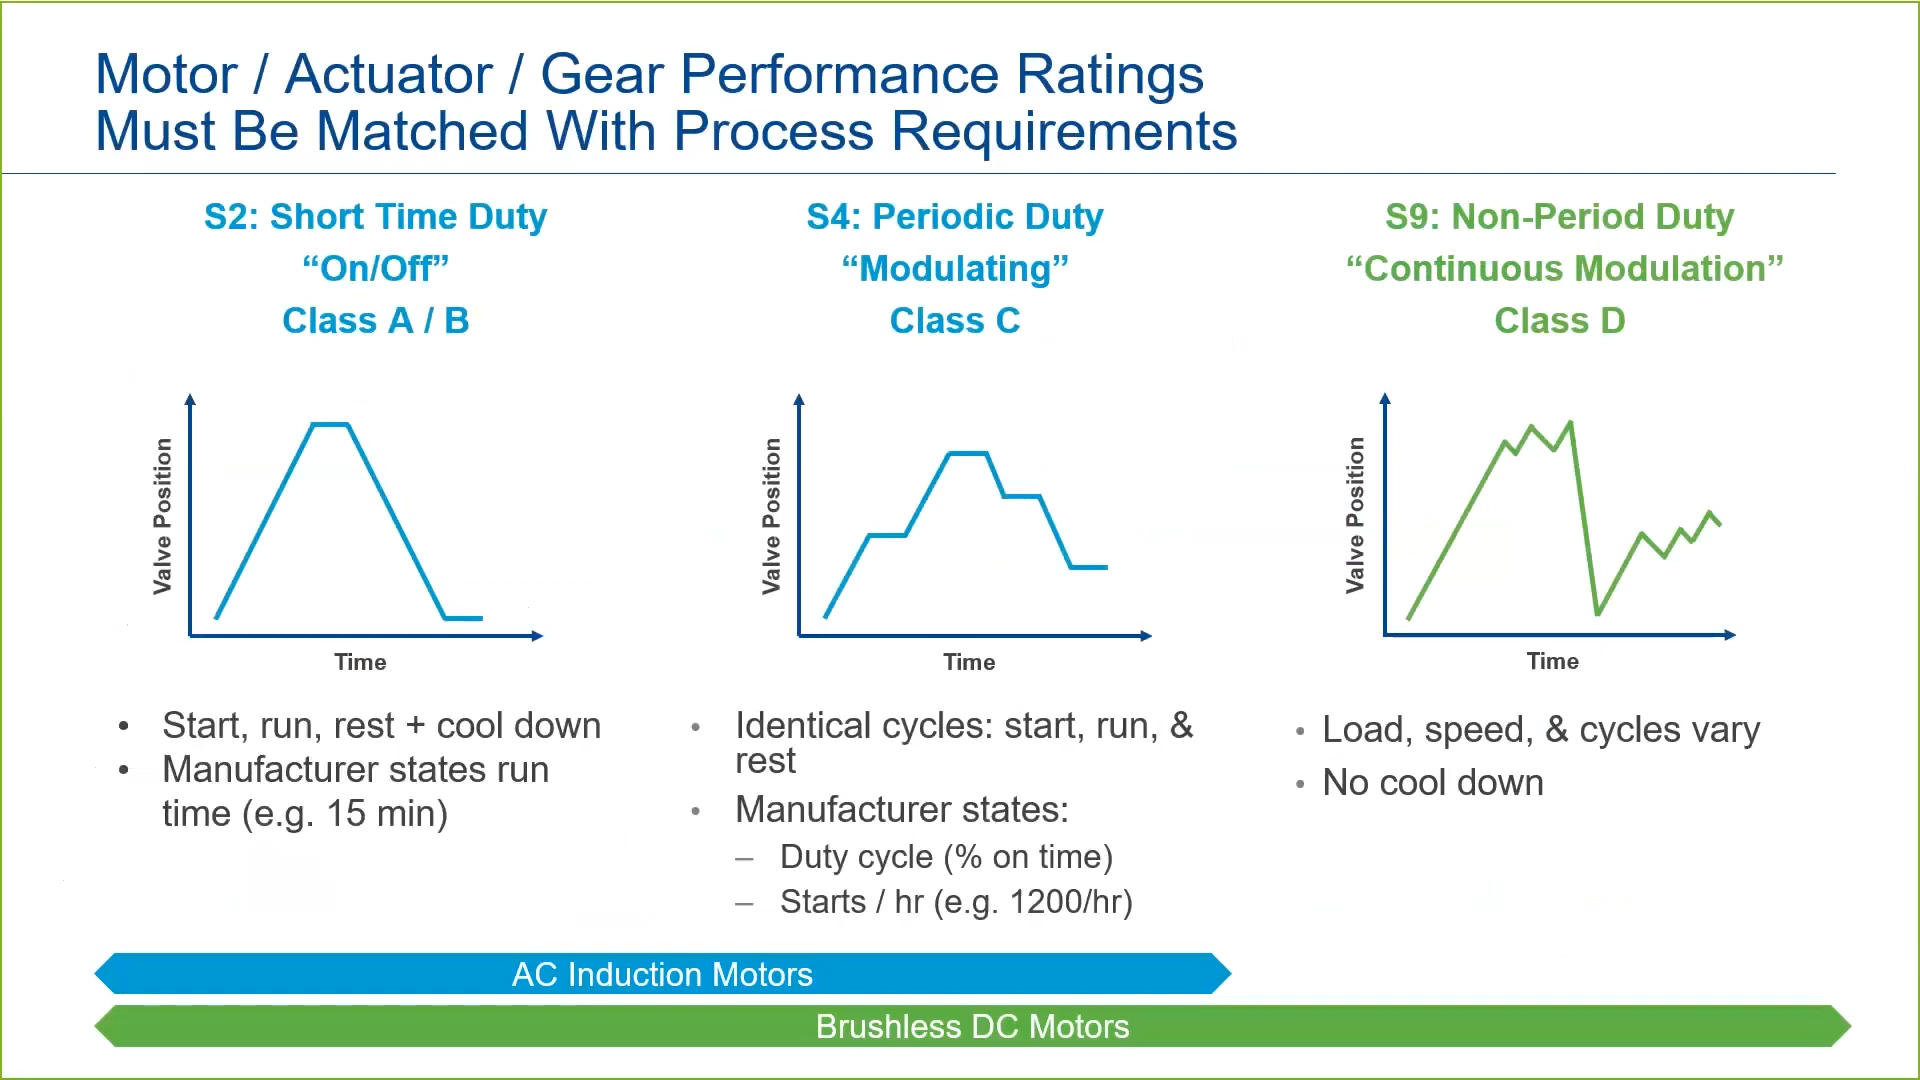 Motor / Actuator / Gear Performance Ratings
Must Be Matched With Process Requirements
S2: Short Time Duty
“On/Off”
Class A / B
Valve Position
Time
• Start, run, rest + cool down
• Manufacturer states run
time (e.g. 15 min)
S4: Periodic Duty
“Modulating”
Class C
Valve Position
Time
• Identical cycles: start, run, &
rest
• Manufacturer states:
– Duty cycle (% on time)
– Starts / hr (e.g. 1200/hr)
S9: Non-Period Duty
“Continuous Modulation”
Class D
Valve Position
Time
• Load, speed, & cycles vary
• No cool down
AC Induction Motors
Brushless DC Motors